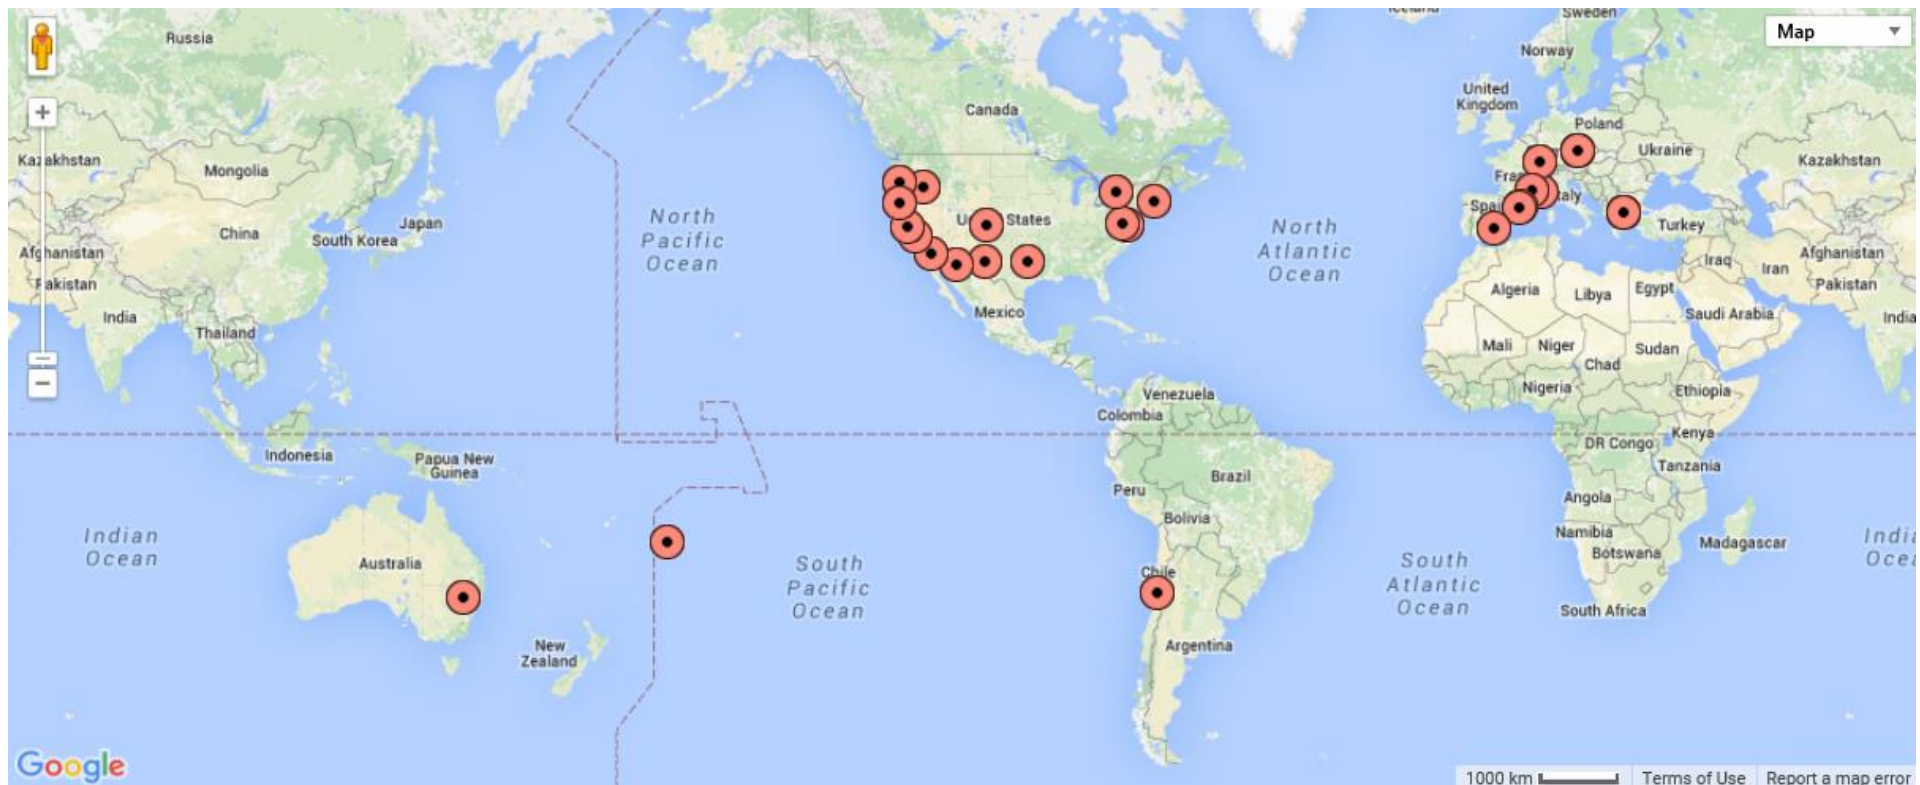 Iceland
Sweden
Russia
Map
Norway
Canada
United
Kingdom
Poland
Kazakhstan
Mongolia
Ukraine
Kazakhstan
Spain
Italy
North
Pacific
Ocean
United States
North
Atlantic
Ocean
Japan
Turkey
China
South Korea
Afghanistan
Iraq
Iran
Afghanistan
Pakistan
Algeria
Libya
Egypt
Pakistan
India
Thailand
Mexico
Saudi Arabia
India
Mali
Niger
Chad
Sudan
Nigeria
Ethiopia
Venezuela
Colombia
Indonesia
Papua New
Guinea
DR Congo
Kenya
Tanzania
Peru
Brazil
Angola
Bolivia
Namibia
Botswana
Madagascar
Indian
Ocean
Australia
South
Pacific
Ocean
Chile
South
Atlantic
Ocean
South Africa
New
Zealand
Argentina
Google
1000 km
Terms of Use
Report a map error